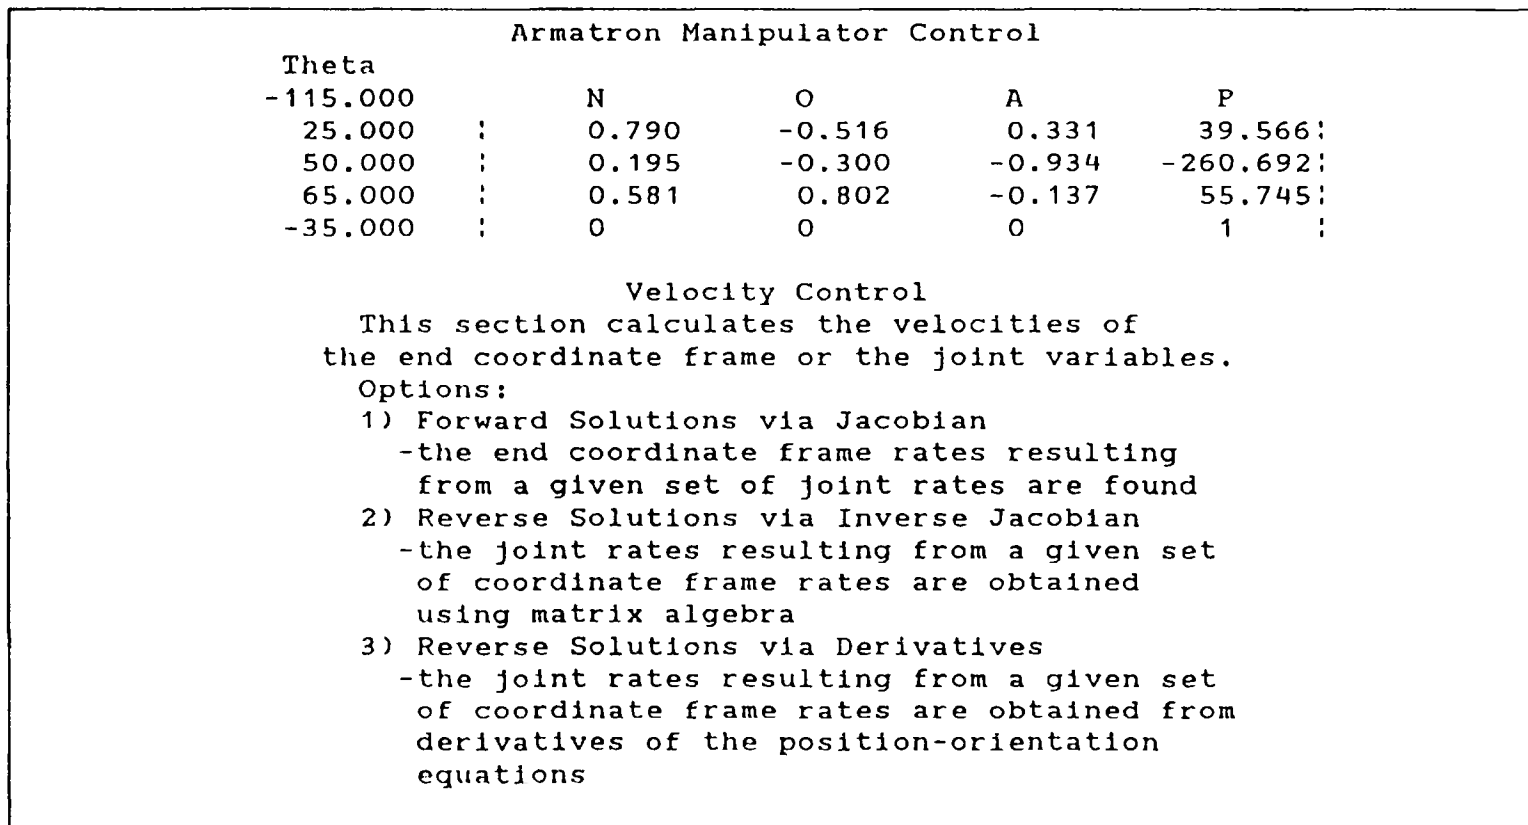 Armatron Manipulator Control
Theta
-115.000 N O A P
25.000 ¦ 0.790 -0.516 0.331 39.566¦
50.000 ¦ 0.195 -0.300 -0.934 -260.692¦
65.000 ¦ 0.581 0.802 -0.137 55.745¦
-35.000 ¦ 0 0 0 1 ¦
Velocity Control
This section calculates the velocities of
the end coordinate frame or the joint variables.
Options:
1) Forward Solutions via Jacobian
-the end coordinate frame rates resulting
from a given set of joint rates are found
2) Reverse Solutions via Inverse Jacobian
-the joint rates resulting from a given set
of coordinate frame rates are obtained
using matrix algebra
3) Reverse Solutions via Derivatives
-the joint rates resulting from a given set
of coordinate frame rates are obtained from
derivatives of the position-orientation
equations